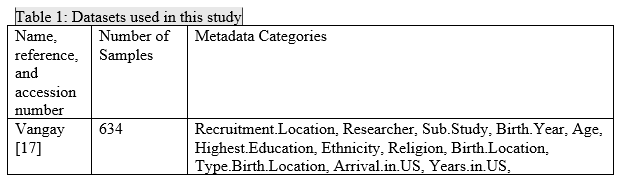 Table 1: Datasets used in this study
Name, reference, and accession number
Number of Samples
Metadata Categories
Vangay [17]
634
Recruitment.Location, Researcher, Sub.Study, Birth.Year, Age,
Highest.Education, Ethnicity, Religion, Birth.Location,
Type.Birth.Location, Arrival.in.US, Years.in.US,